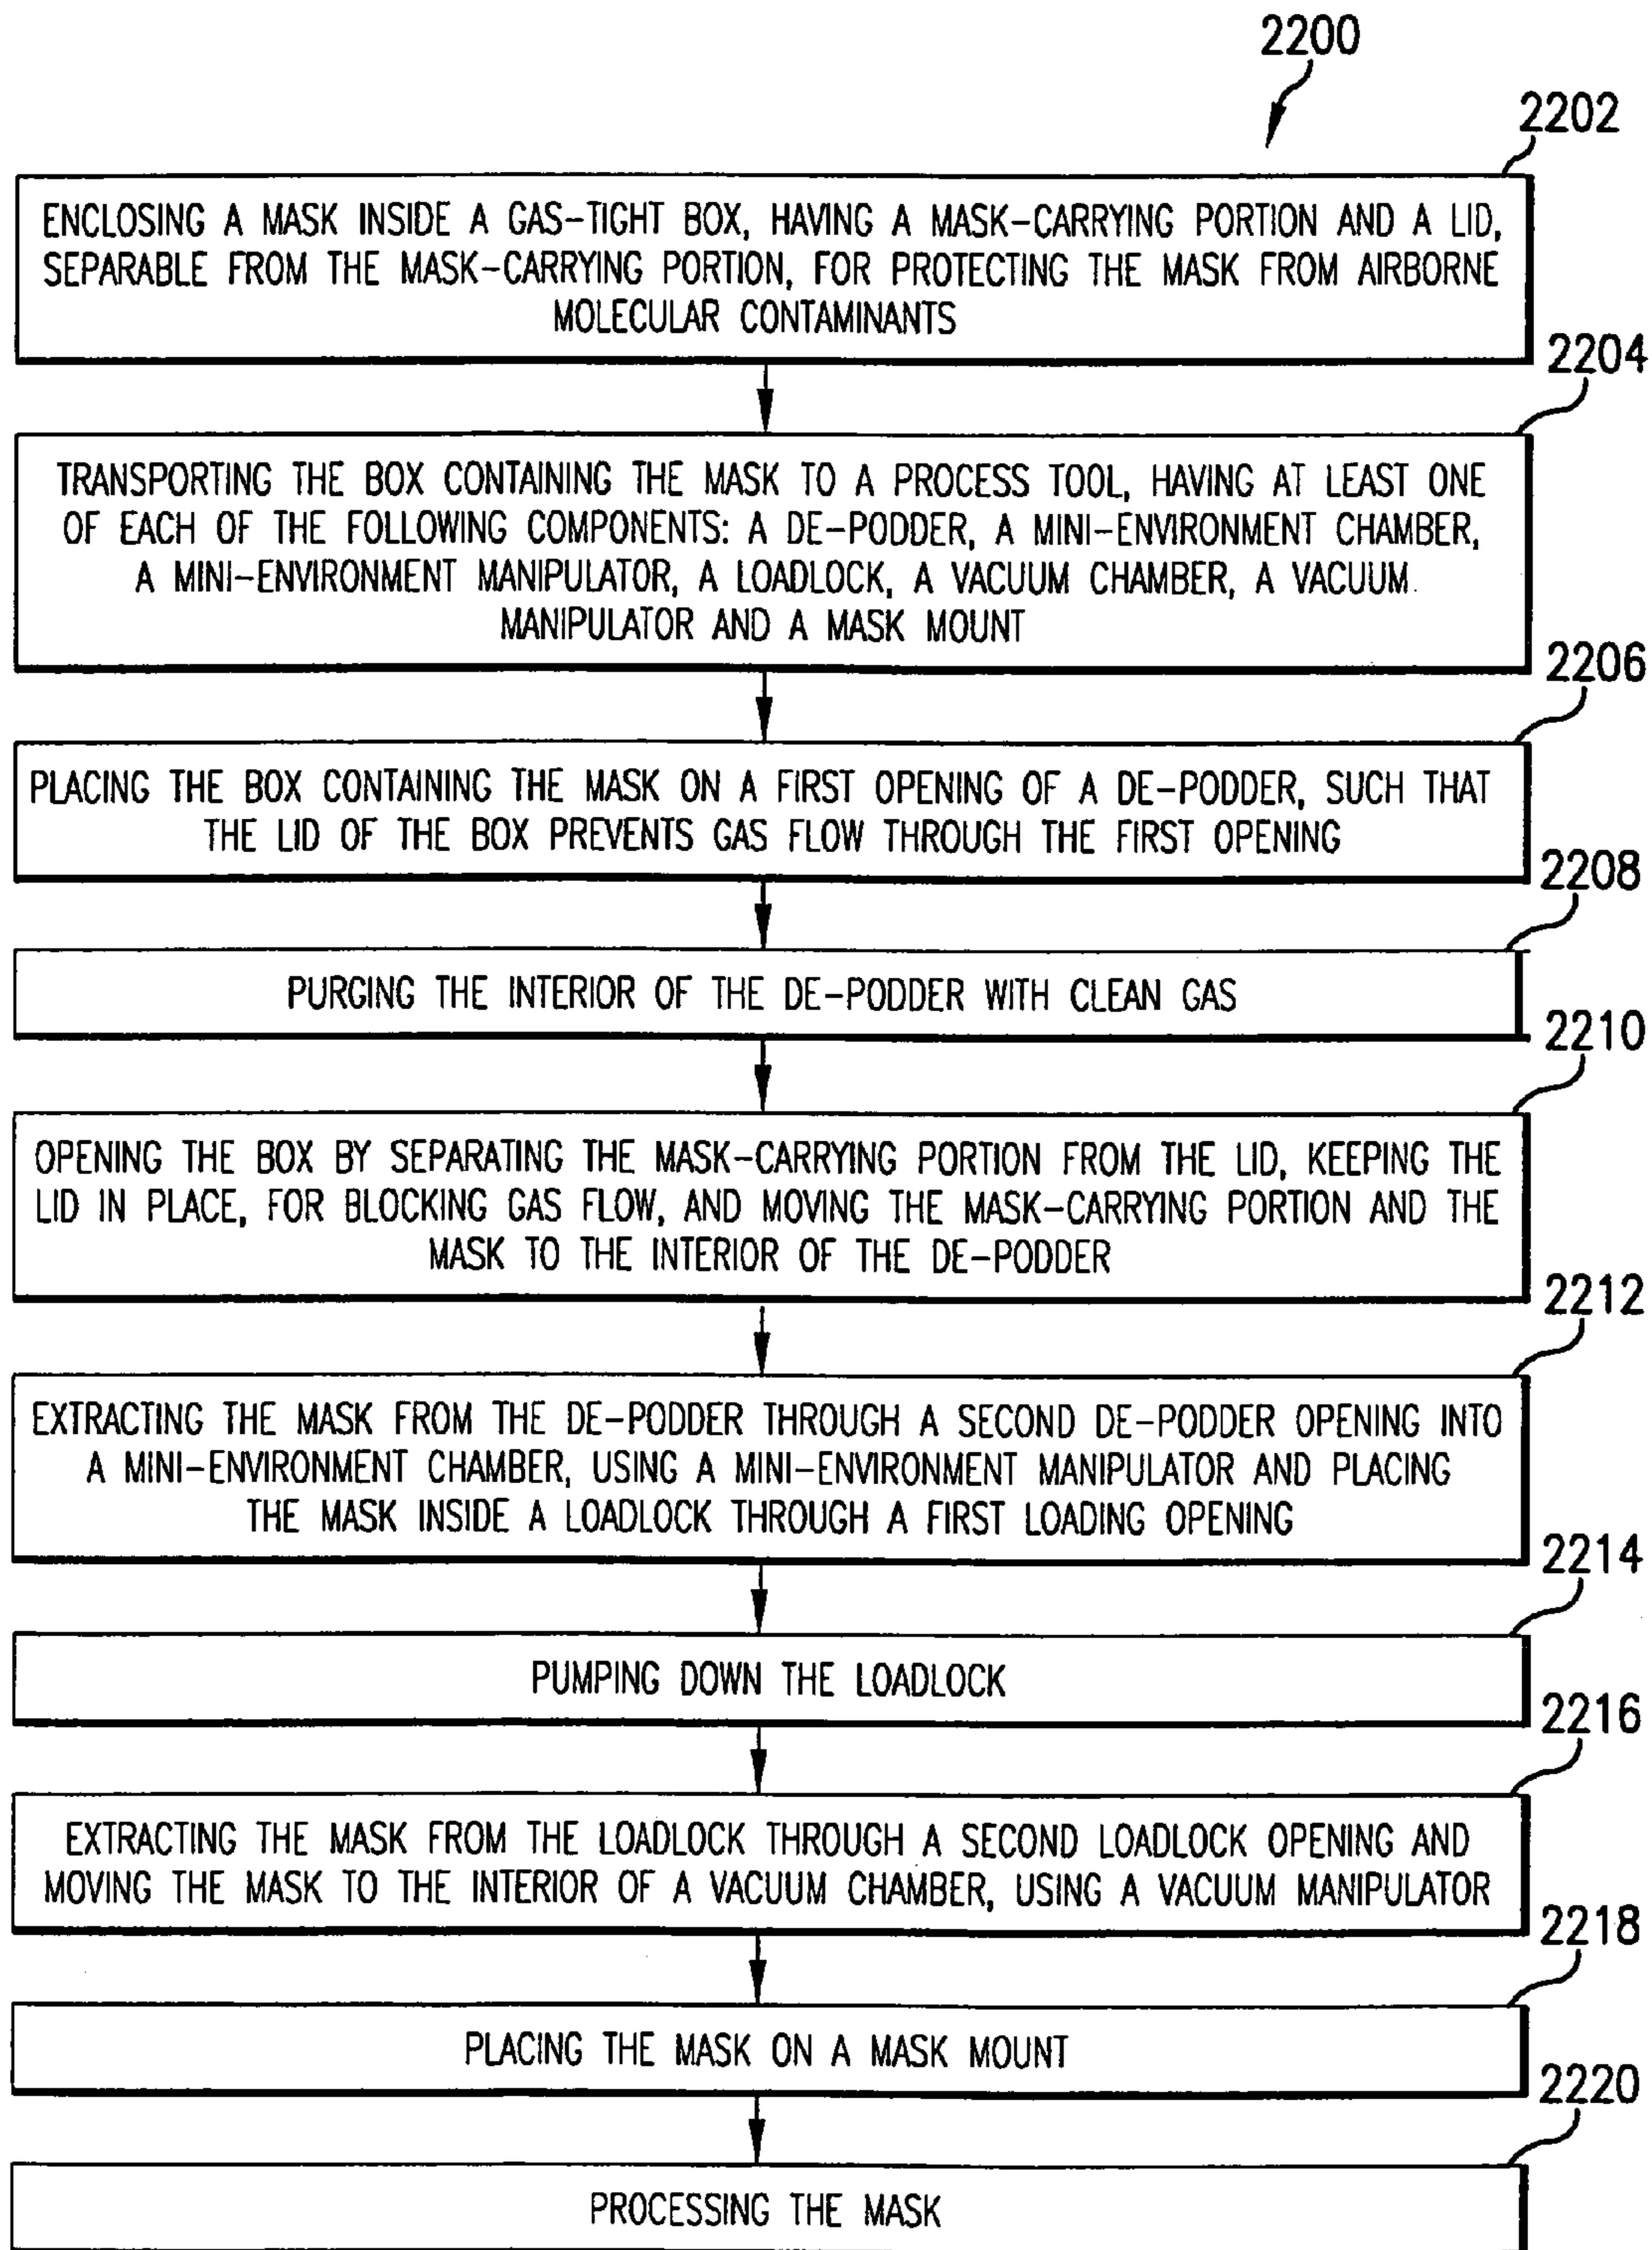 2200
2202
ENCLOSING A MASK INSIDE A GAS-TIGHT BOX, HAVING A MASK-CARRYING PORTION AND A LID,
SEPARABLE FROM THE MASK-CARRYING PORTION, FOR PROTECTING THE MASK FROM AIRBORNE
MOLECULAR CONTAMINANTS
2204
TRANSPORTING THE BOX CONTAINING THE MASK TO A PROCESS TOOL, HAVING AT LEAST ONE
OF EACH OF THE FOLLOWING COMPONENTS: A DE-PODDER, A MINI-ENVIRONMENT CHAMBER,
A MINI-ENVIRONMENT MANIPULATOR, A LOADLOCK, A VACUUM CHAMBER, A VACUUM
MANIPULATOR AND A MASK MOUNT
2206
PLACING THE BOX CONTAINING THE MASK ON A FIRST OPENING OF A DE-PODDER, SUCH THAT
THE LID OF THE BOX PREVENTS GAS FLOW THROUGH THE FIRST OPENING
2208
PURGING THE INTERIOR OF THE DE-PODDER WITH CLEAN GAS
2210
OPENING THE BOX BY SEPARATING THE MASK-CARRYING PORTION FROM THE LID, KEEPING THE
LID IN PLACE, FOR BLOCKING GAS FLOW, AND MOVING THE MASK-CARRYING PORTION AND THE
MASK TO THE INTERIOR OF THE DE-PODDER
2212
EXTRACTING THE MASK FROM THE DE-PODDER THROUGH A SECOND DE-PODDER OPENING INTO
A MINI-ENVIRONMENT CHAMBER, USING A MINI-ENVIRONMENT MANIPULATOR AND PLACING
THE MASK INSIDE A LOADLOCK THROUGH A FIRST LOADING OPENING
2214
PUMPING DOWN THE LOADLOCK
2216
EXTRACTING THE MASK FROM THE LOADLOCK THROUGH A SECOND LOADLOCK OPENING AND
MOVING THE MASK TO THE INTERIOR OF A VACUUM CHAMBER, USING A VACUUM MANIPULATOR
2218
PLACING THE MASK ON A MASK MOUNT
2220
PROCESSING THE MASK